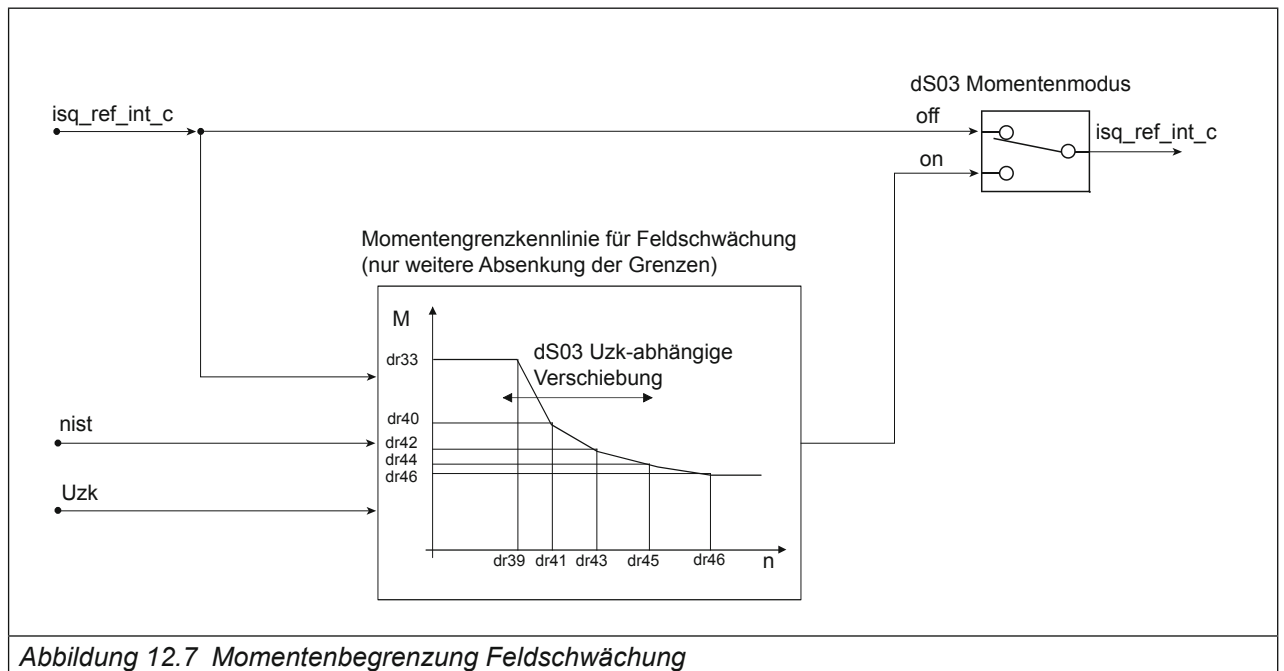 dS03 Momentenmodus
isq_ref_int_c
off
isq_ref_int_c
on
Momentengrenzkennlinie für Feldschwächung
(nur weitere Absenkung der Grenzen)
M
dS03 Uzk-abhängige
Verschiebung
dr33
dr40
dr42
dr44
dr46
nist
Uzk
dr39 dr41 dr43 dr45 dr46 n
Abbildung 12.7 Momentenbegrenzung Feldschwächung